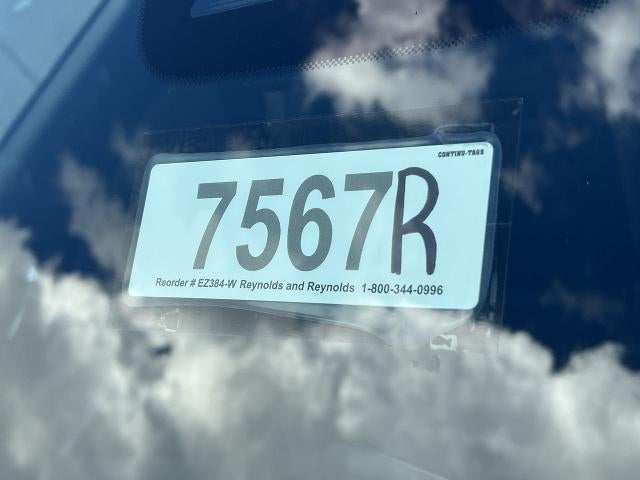 CONTINU-TAGS
7567R
Reorder # EZ384-W Reynolds and Reynolds 1-800-344-0996